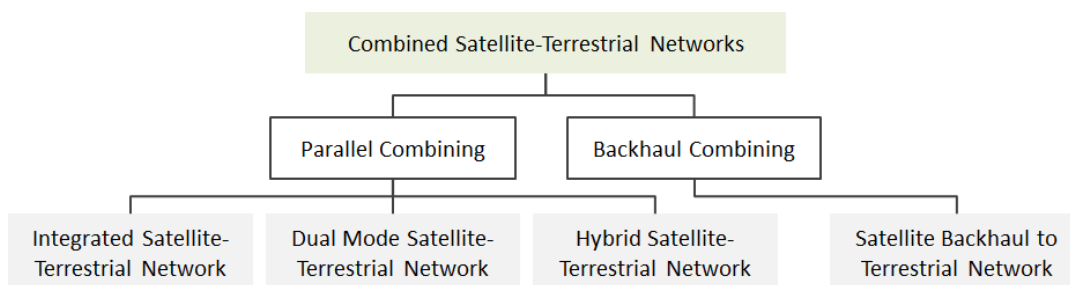 Combined Satellite-Terrestrial Networks
Parallel Combining
Backhaul Combining
Integrated Satellite-
Terrestrial Network
Dual Mode Satellite-
Terrestrial Network
Hybrid Satellite-
Terrestrial Network
Satellite Backhaul to
Terrestrial Network